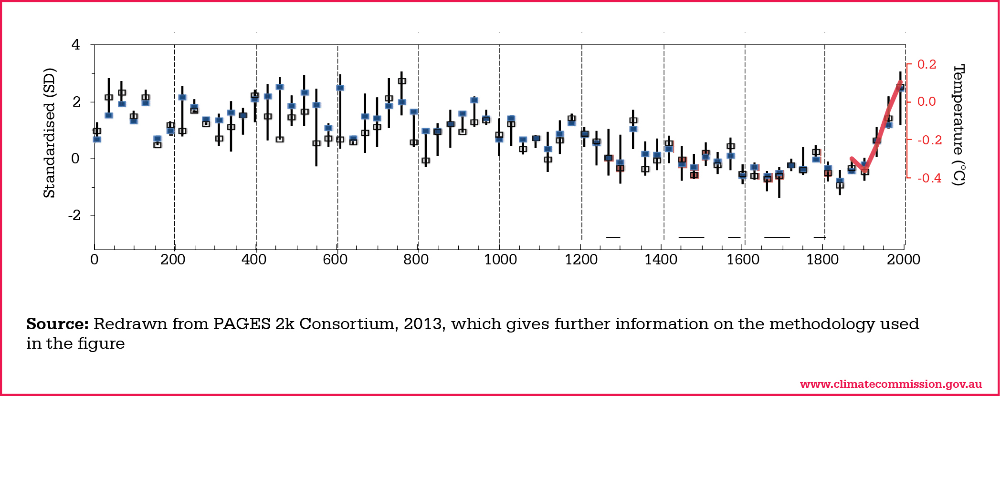 4
2
0
-2
Standardised (SD)
0.2
0.0
-0.2
-0.4
Temperature (°C)
0 200 400 600 800 1000 1200 1400 1600 1800 2000
Source: Redrawn from PAGES 2k Consortium, 2013, which gives further information on the methodology used
in the figure
www.climatecommission.gov.au